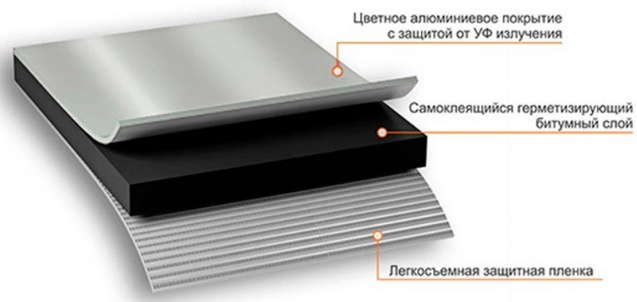 Цветное алюминиевое покрытие
с защитой от УФ излучения
Самоклеящийся герметизирующий
битумный слой
Легкосъемная защитная пленка